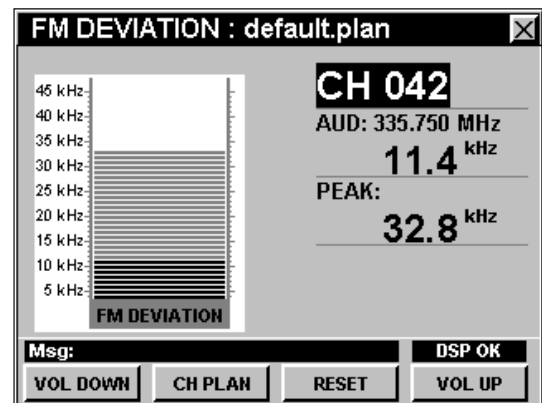 FM DEVIATION : default.plan
CH 042
AUD: 335.750 MHz
11.4 kHz
PEAK:
32.8 kHz
45 kHz
40 kHz
35 kHz
30 kHz
25 kHz
20 kHz
15 kHz
10 kHz
5 kHz
FM DEVIATION
Msg:
DSP OK
VOL DOWN
CH PLAN
RESET
VOL UP